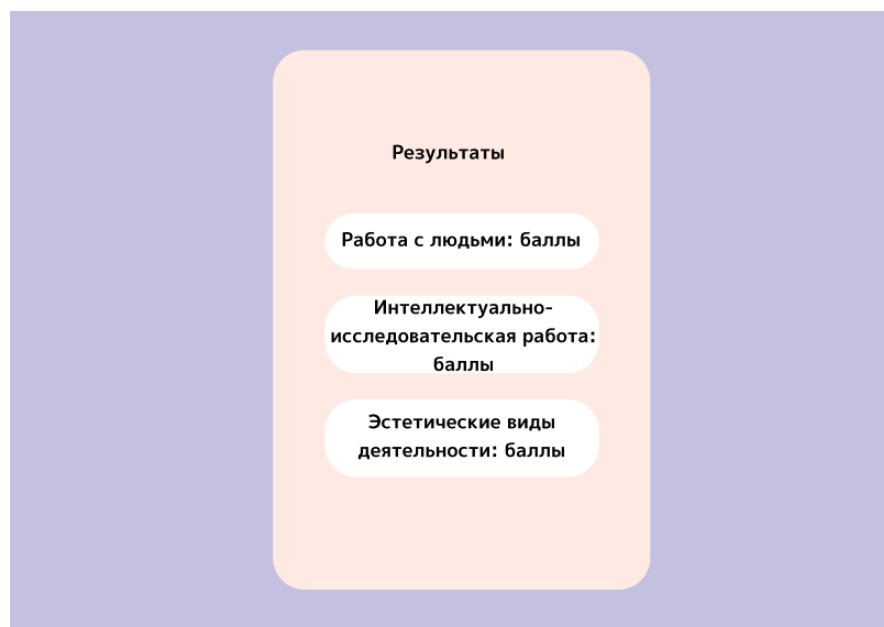 Результаты
Работа с людьми: баллы
Интеллектуально-
исследовательская работа:
баллы
Эстетические виды
деятельности: баллы